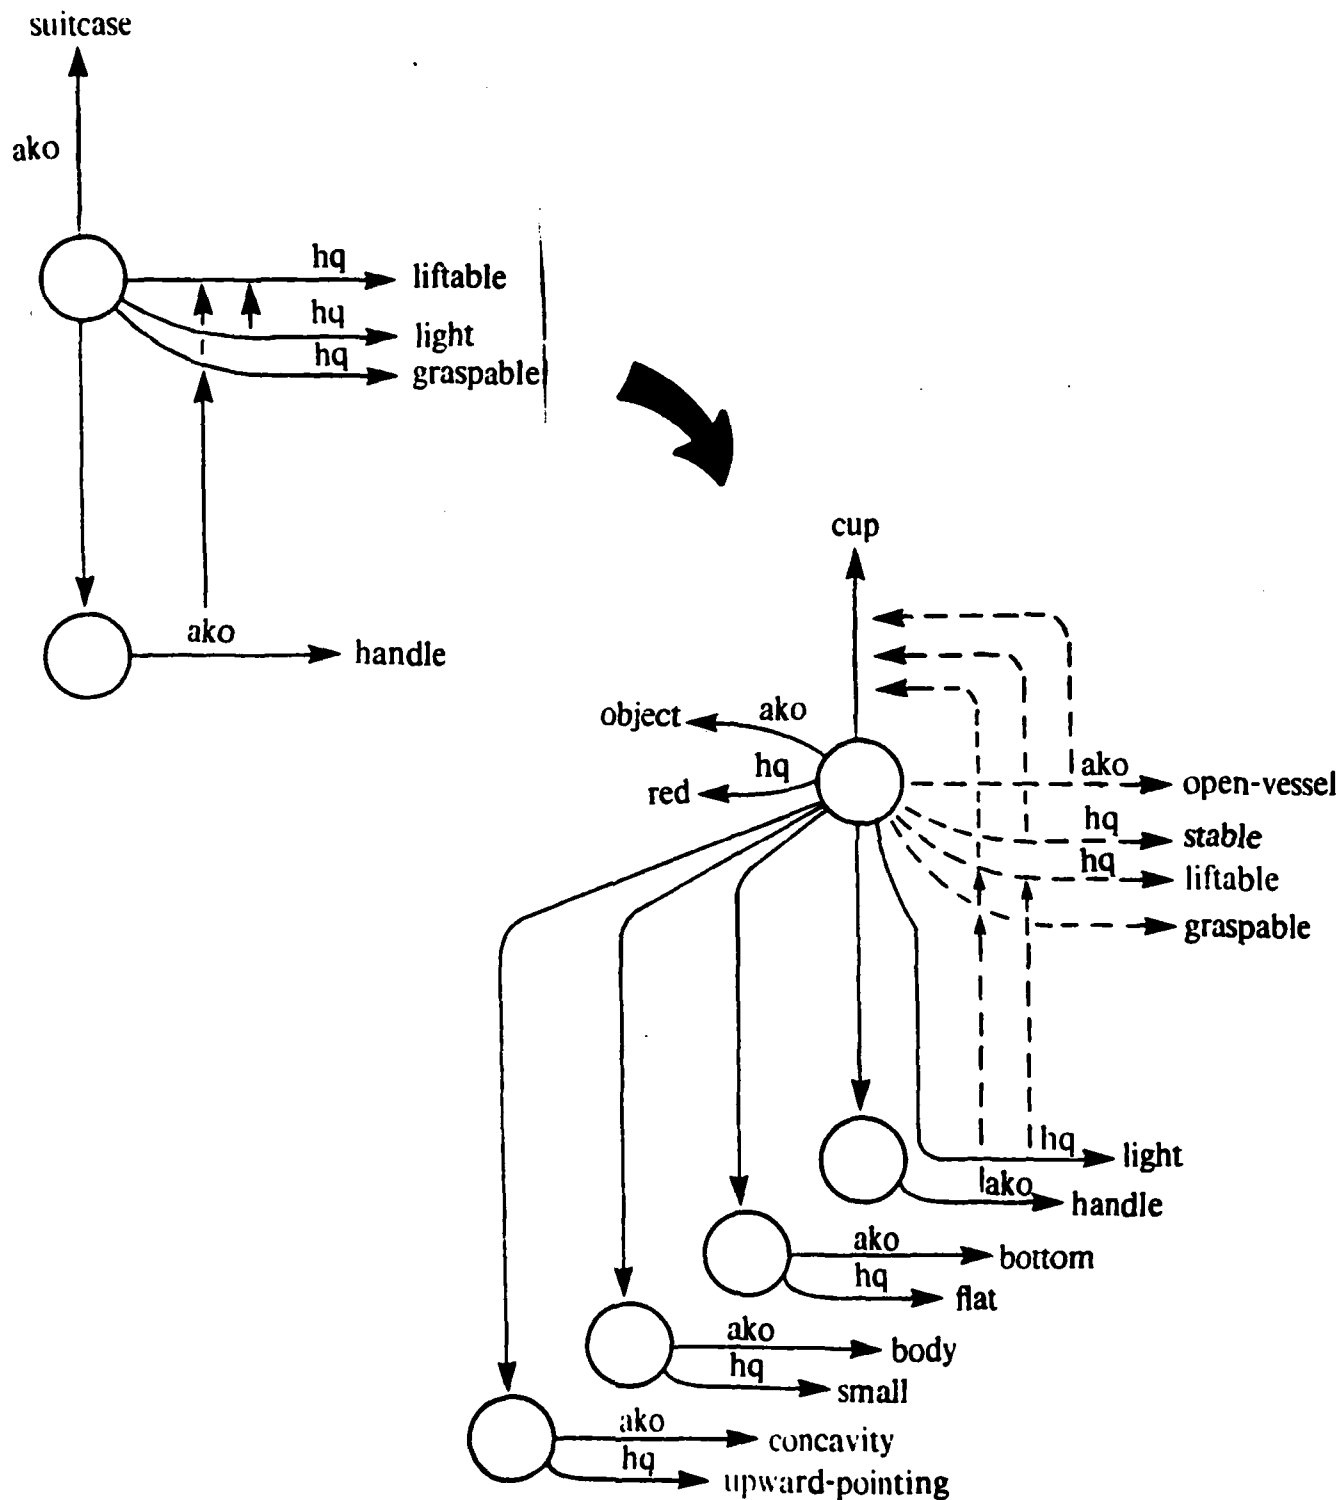 suitcase
ako
hq
liftable
hq
light
hq
graspable
ako
handle
cup
object
ako
hq
red
ako
open-vessel
hq
stable
hq
liftable
graspable
hq
light
ako
handle
ako
bottom
hq
flat
ako
body
hq
small
ako
concavity
hq
upward-pointing